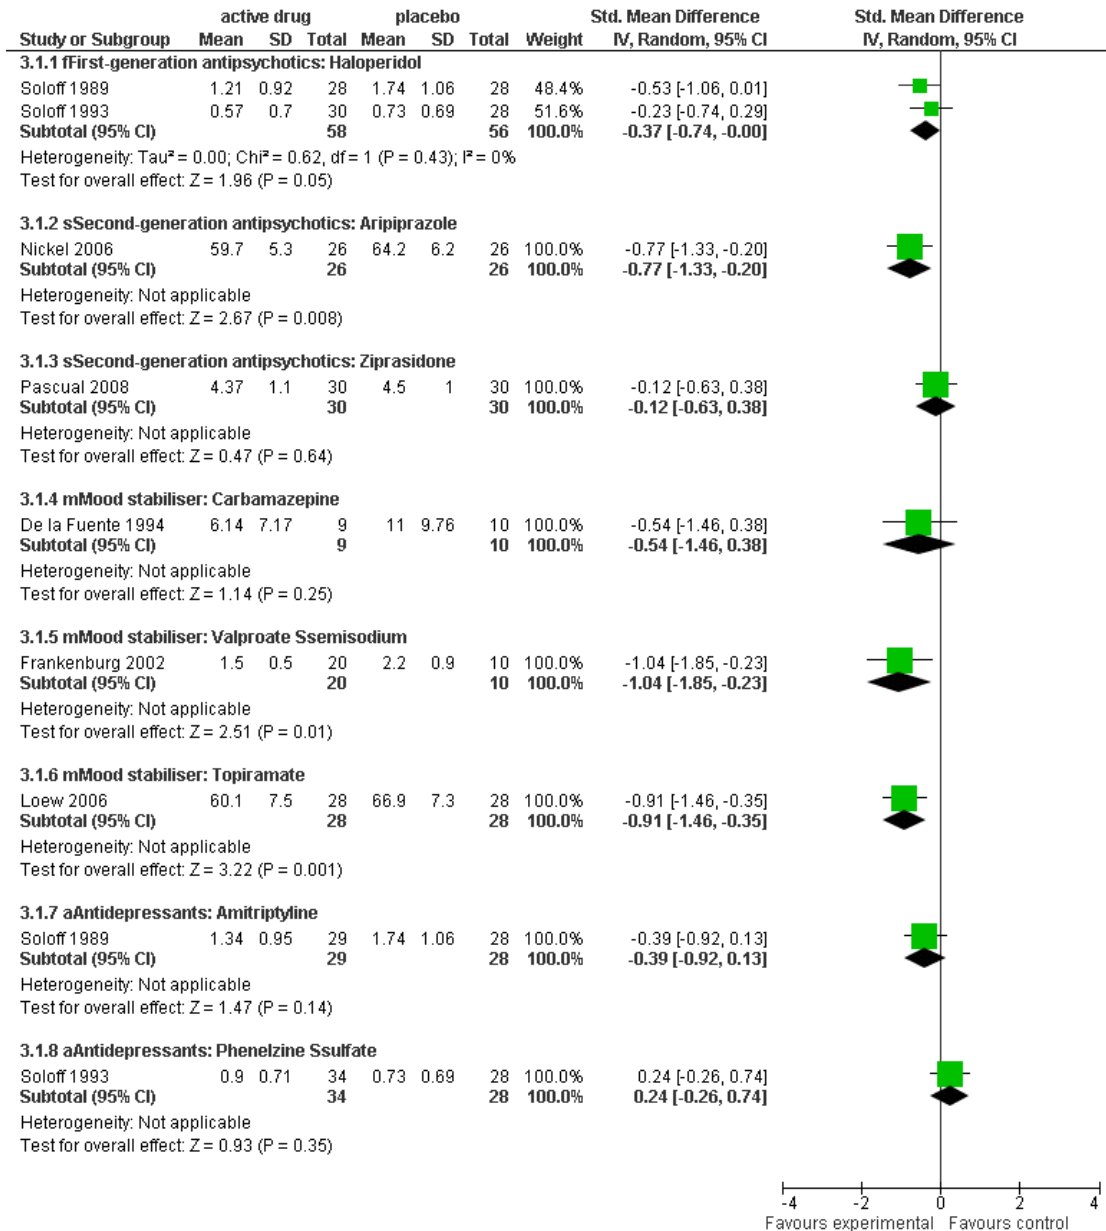 active drug placebo Std. Mean Difference Std. Mean Difference
Study or Subgroup Mean SD Total Mean SD Total Weight IV, Random, 95% CI IV, Random, 95% CI
3.1.1 fFirst-generation antipsychotics: Haloperidol
Soloff 1989 1.21 0.92 28 1.74 1.06 28 48.4% -0.53 [-1.06, 0.01]
Soloff 1993 0.57 0.7 30 0.73 0.69 28 51.6% -0.23 [-0.74, 0.29]
Subtotal (95% CI) 58 56 100.0% -0.37 [-0.74, -0.00]
Heterogeneity: Tau² = 0.00; Chi² = 0.62, df = 1 (P = 0.43); I² = 0%
Test for overall effect: Z = 1.96 (P = 0.05)
3.1.2 sSecond-generation antipsychotics: Aripiprazole
Nickel 2006 59.7 5.3 26 64.2 6.2 26 100.0% -0.77 [-1.33, -0.20]
Subtotal (95% CI) 26 26 100.0% -0.77 [-1.33, -0.20]
Heterogeneity: Not applicable
Test for overall effect: Z = 2.67 (P = 0.008)
3.1.3 sSecond-generation antipsychotics: Ziprasidone
Pascual 2008 4.37 1.1 30 4.5 1 30 100.0% -0.12 [-0.63, 0.38]
Subtotal (95% CI) 30 30 100.0% -0.12 [-0.63, 0.38]
Heterogeneity: Not applicable
Test for overall effect: Z = 0.47 (P = 0.64)
3.1.4 mMood stabiliser: Carbamazepine
De la Fuente 1994 6.14 7.17 9 11 9.76 10 100.0% -0.54 [-1.46, 0.38]
Subtotal (95% CI) 9 10 100.0% -0.54 [-1.46, 0.38]
Heterogeneity: Not applicable
Test for overall effect: Z = 1.14 (P = 0.25)
3.1.5 mMood stabiliser: Valproate Ssemisodium
Frankenburg 2002 1.5 0.5 20 2.2 0.9 10 100.0% -1.04 [-1.85, -0.23]
Subtotal (95% CI) 20 10 100.0% -1.04 [-1.85, -0.23]
Heterogeneity: Not applicable
Test for overall effect: Z = 2.51 (P = 0.01)
3.1.6 mMood stabiliser: Topiramate
Loew 2006 60.1 7.5 28 66.9 7.3 28 100.0% -0.91 [-1.46, -0.35]
Subtotal (95% CI) 28 28 100.0% -0.91 [-1.46, -0.35]
Heterogeneity: Not applicable
Test for overall effect: Z = 3.22 (P = 0.001)
3.1.7 aAntidepressants: Amitriptyline
Soloff 1989 1.34 0.95 29 1.74 1.06 28 100.0% -0.39 [-0.92, 0.13]
Subtotal (95% CI) 29 28 100.0% -0.39 [-0.92, 0.13]
Heterogeneity: Not applicable
Test for overall effect: Z = 1.47 (P = 0.14)
3.1.8 aAntidepressants: Phenelzine Ssulfate
Soloff 1993 0.9 0.71 34 0.73 0.69 28 100.0% 0.24 [-0.26, 0.74]
Subtotal (95% CI) 34 28 100.0% 0.24 [-0.26, 0.74]
Heterogeneity: Not applicable
Test for overall effect: Z = 0.93 (P = 0.35)
-4 -2 0 2 4
Favours experimental Favours control